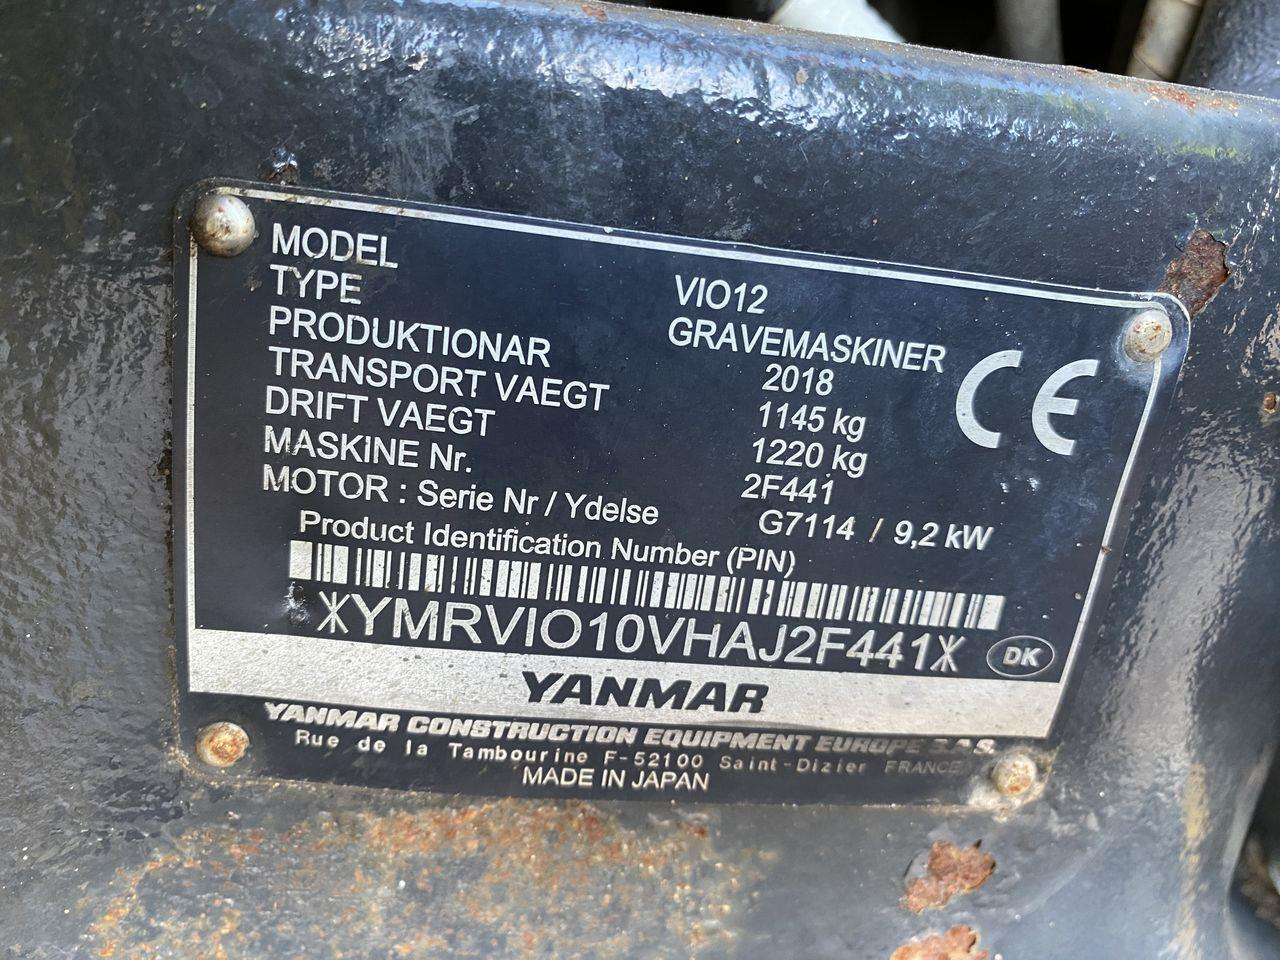 MODEL VIO12
TYPE GRAVEMASKINER
PRODUKTIONAR 2018
TRANSPORT VAEGT 1145 kg
DRIFT VAEGT 1220 kg
MASKINE Nr. 2F441
MOTOR : Serie Nr / Ydelse G7114 / 9,2 kW
CE
Product Identification Number (PIN)
*YMRVIO10VHAJ2F441*
DK
YANMAR
YANMAR CONSTRUCTION EQUIPMENT EUROPE S.A.S.
Rue de la Tambourine F-52100 Saint-Dizier FRANCE
MADE IN JAPAN